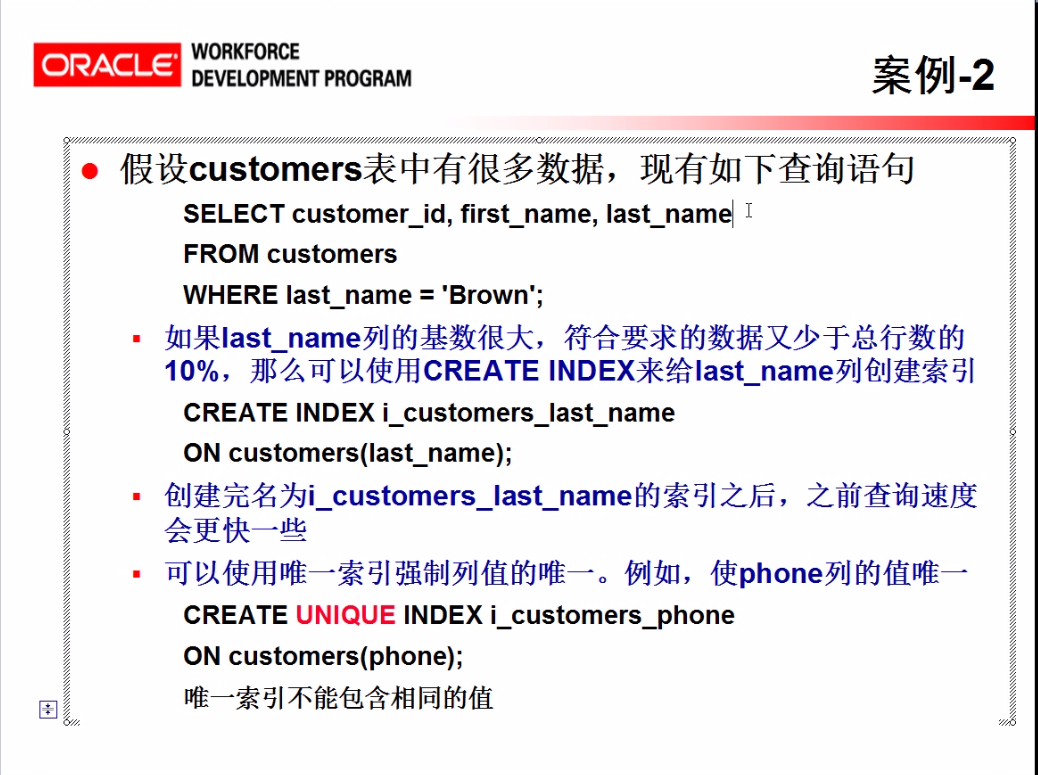 ORACLE
WORKFORCE
DEVELOPMENT PROGRAM
案例-2
假设customers表中有很多数据，现有如下查询语句
SELECT customer_id, first_name, last_name
FROM customers
WHERE last_name = 'Brown';
如果last_name列的基数很大，符合要求的数据又少于总行数的
10%，那么可以使用CREATE INDEX来给last_name列创建索引
CREATE INDEX i_customers_last_name
ON customers(last_name);
创建完名为i_customers_last_name的索引之后，之前查询速度
会更快一些
可以使用唯一索引强制列值的唯一。例如，使phone列的值唯一
CREATE UNIQUE INDEX i_customers_phone
ON customers(phone);
唯一索引不能包含相同的值